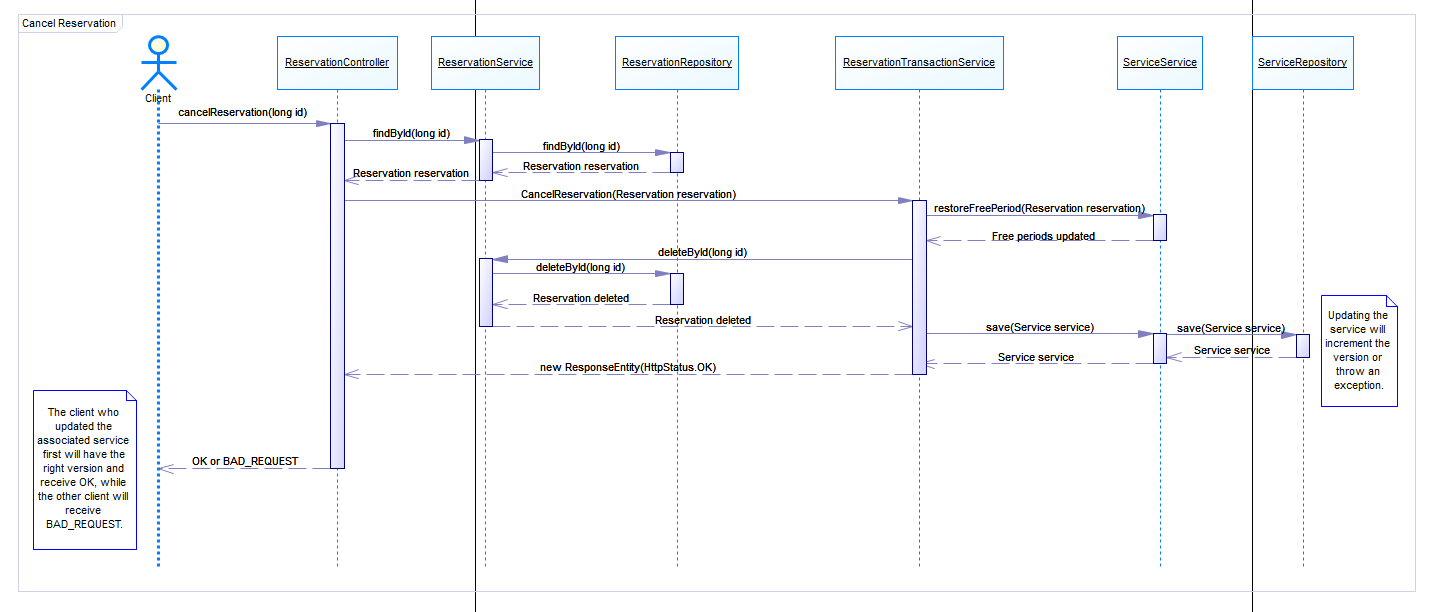 Cancel Reservation
Client
ReservationController
ReservationService
ReservationRepository
ReservationTransactionService
ServiceService
ServiceRepository
cancelReservation(long id)
findById(long id)
findById(long id)
Reservation reservation
Reservation reservation
CancelReservation(Reservation reservation)
restoreFreePeriod(Reservation reservation)
Free periods updated
deleteById(long id)
deleteById(long id)
Reservation deleted
Reservation deleted
save(Service service)
save(Service service)
Service service
Service service
new ResponseEntity(HttpStatus.OK)
OK or BAD_REQUEST
Updating the
service will
increment the
version or
throw an
exception.
The client who
updated the
associated service
first will have the
right version and
receive OK, while
the other client will
receive
BAD_REQUEST.